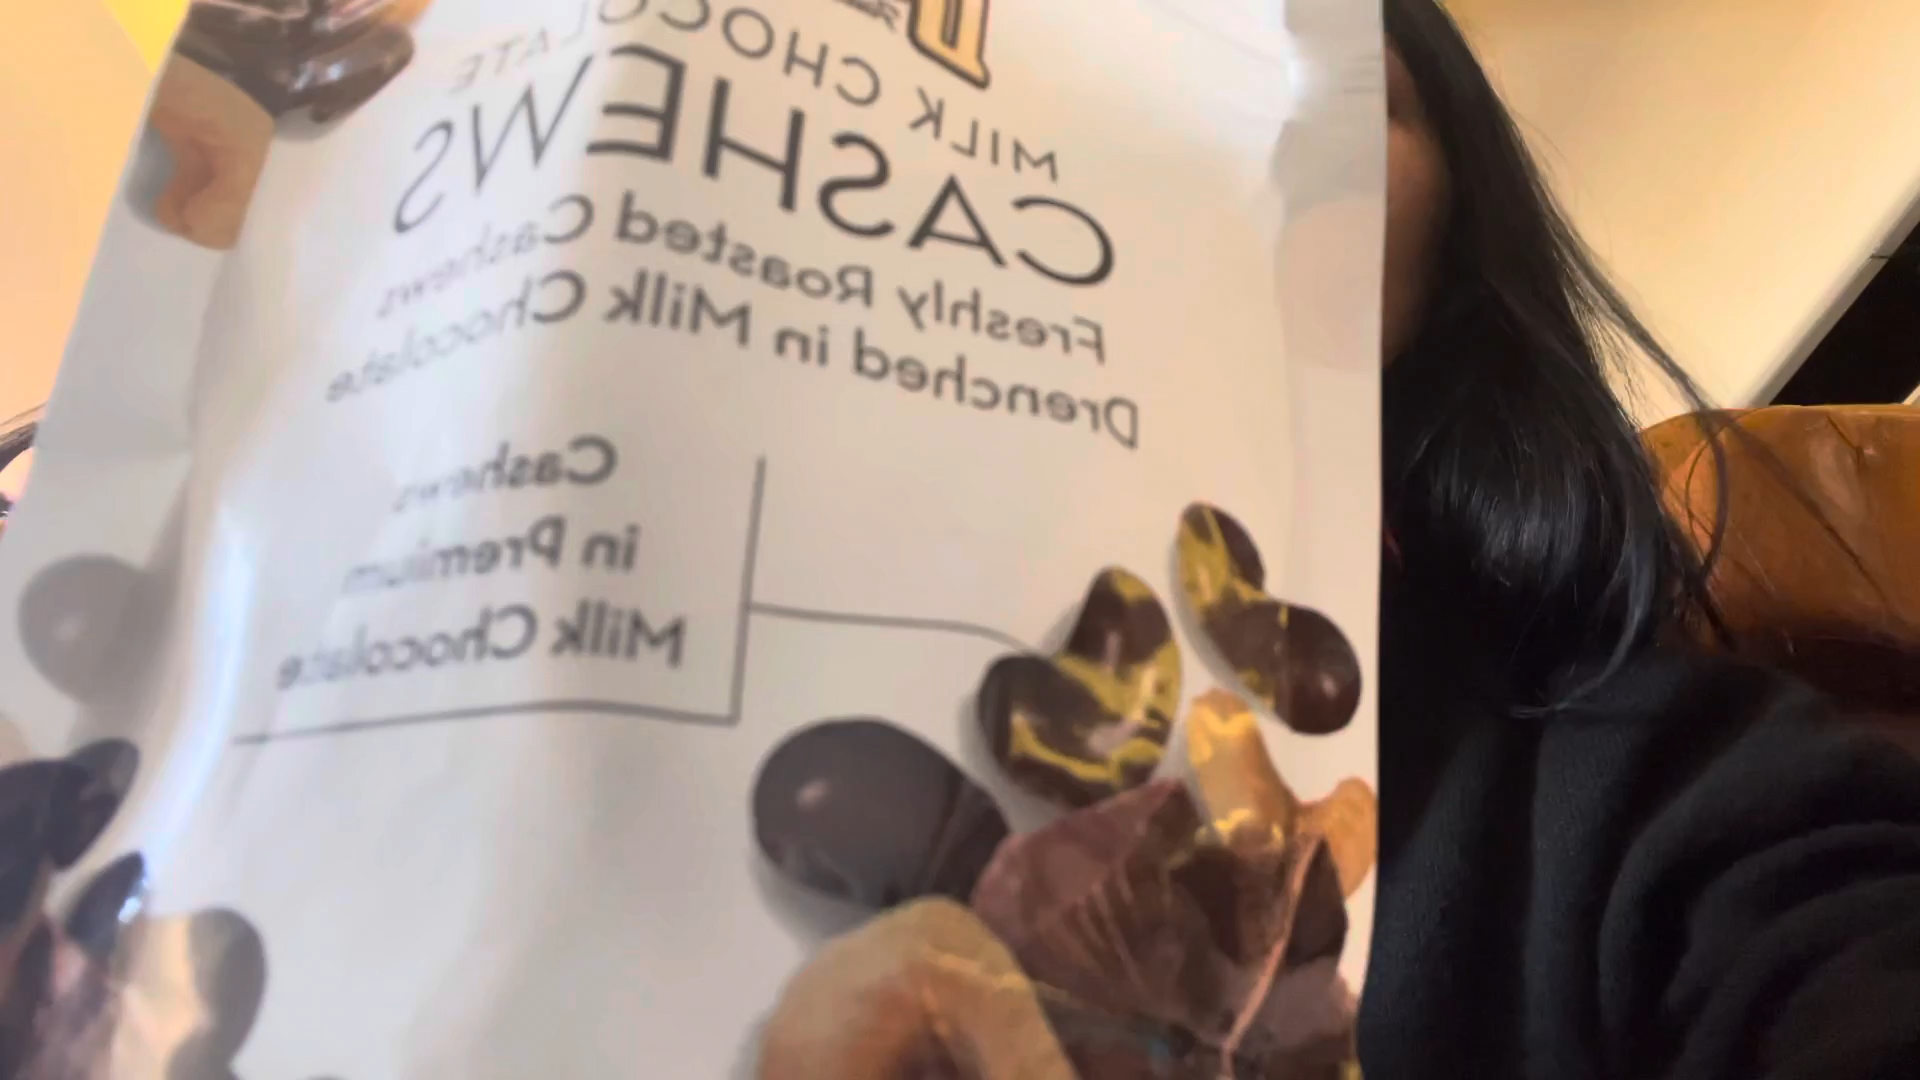 MILK CHOCOLATE
CASHEWS
Freshly Roasted Cashews
Drenched in Milk Chocolate
Cashews
in Premium
Milk Chocolate